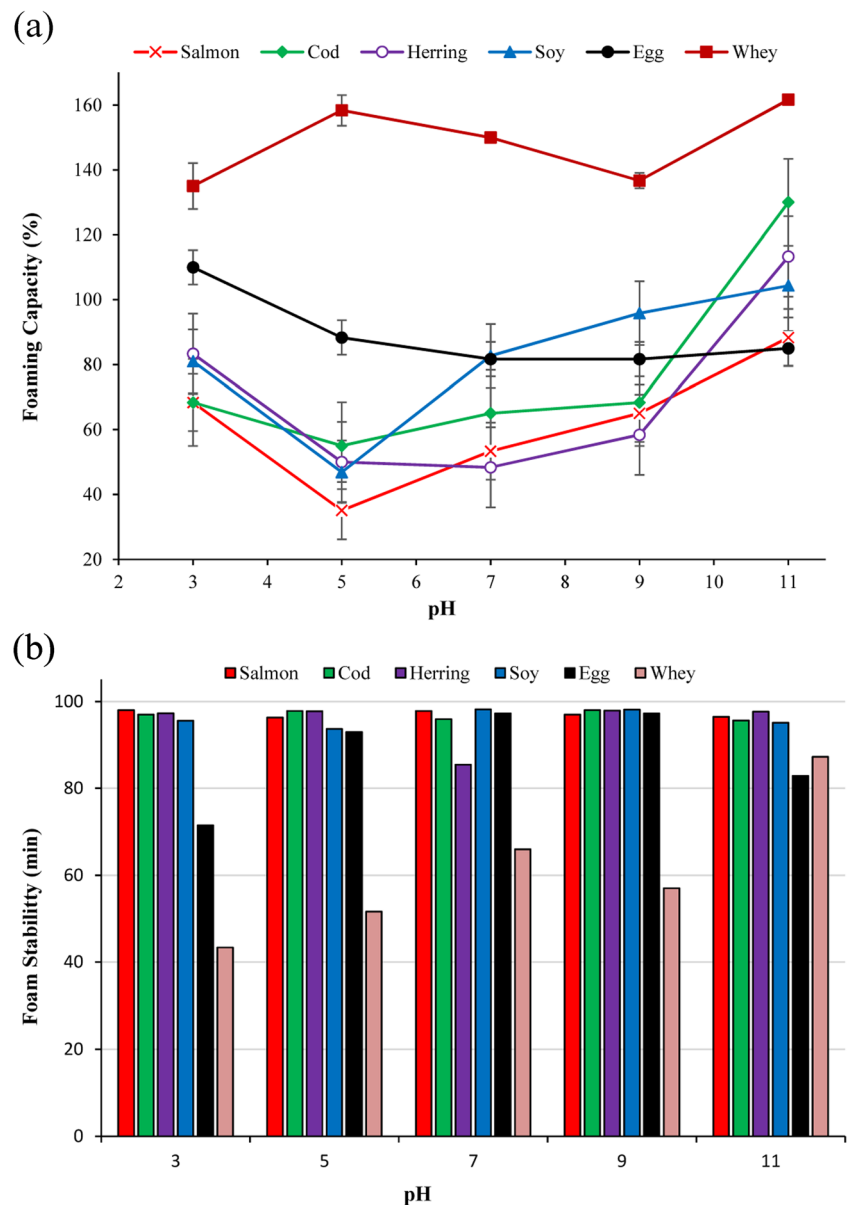 (a)
Salmon Cod Herring Soy Egg Whey
160
140
120
100
80
60
40
20
Foaming Capacity (%)
2 3 4 5 6 7 8 9 10 11
pH
(b)
Salmon Cod Herring Soy Egg Whey
100
80
60
40
20
0
Foam Stabilitty (min)
3 5 7 9 11
pH